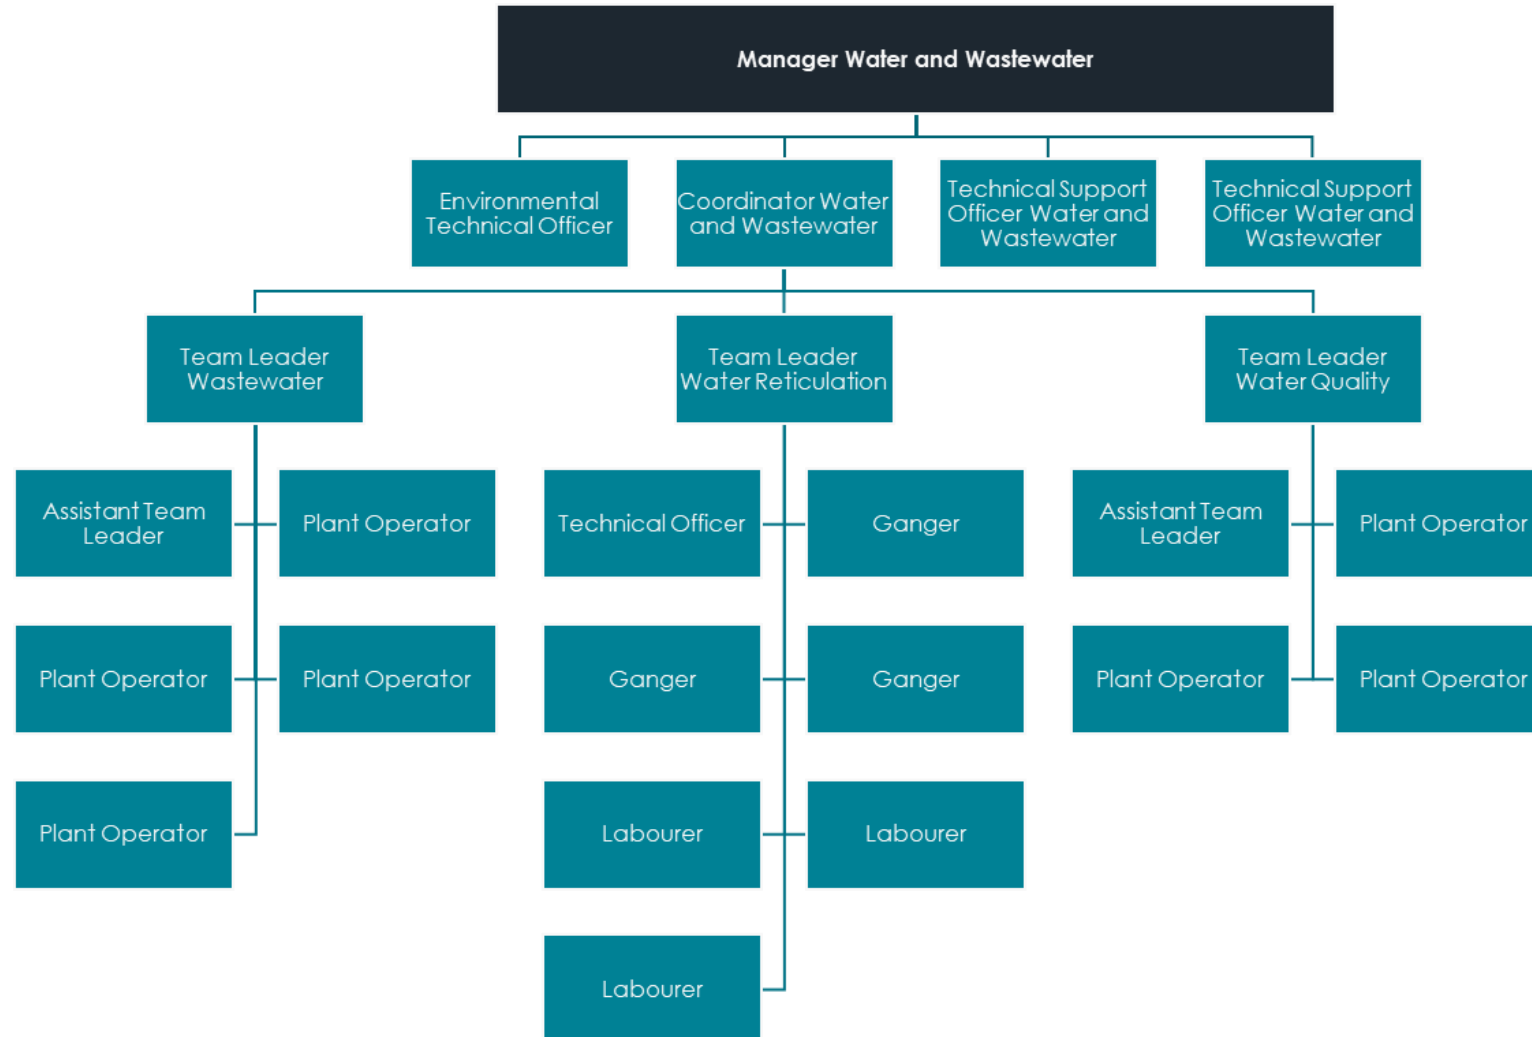 Manager Water and Wastewater
Environmental
Technical Officer
Coordinator Water
and Wastewater
Technical Support
Officer Water and
Wastewater
Technical Support
Officer Water and
Wastewater
Team Leader
Wastewater
Team Leader
Water Reticulation
Team Leader
Water Quality
Assistant Team
Leader
Plant Operator
Technical Officer
Ganger
Assistant Team
Leader
Plant Operator
Plant Operator
Plant Operator
Ganger
Ganger
Plant Operator
Plant Operator
Plant Operator
Labourer
Labourer
Labourer